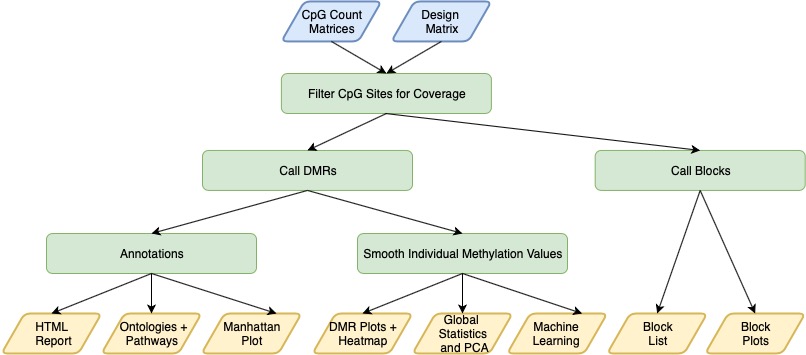 CpG Count
Matrices
Design
Matrix
Filter CpG Sites for Coverage
Call DMRs
Call Blocks
Annotations
Smooth Individual Methylation Values
HTML
Report
Ontologies +
Pathways
Manhattan
Plot
DMR Plots +
Heatmap
Global
Statistics
and PCA
Machine
Learning
Block
List
Block
Plots